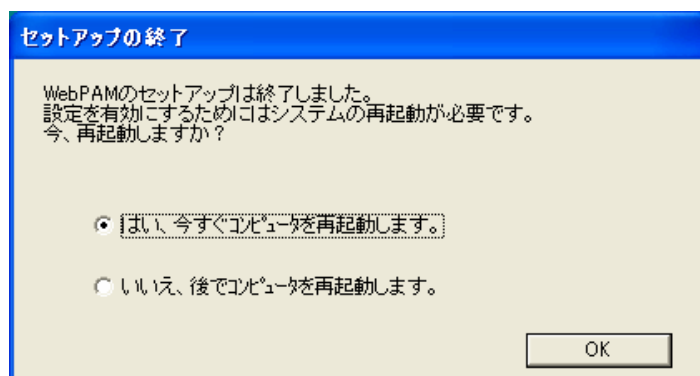 セットアップの終了
WebPAMのセットアップは終了しました。
設定を有効にするためにはシステムの再起動が必要です。
今、再起動しますか？
はい、今すぐコンピュータを再起動します。
いいえ、後でコンピュータを再起動します。
OK